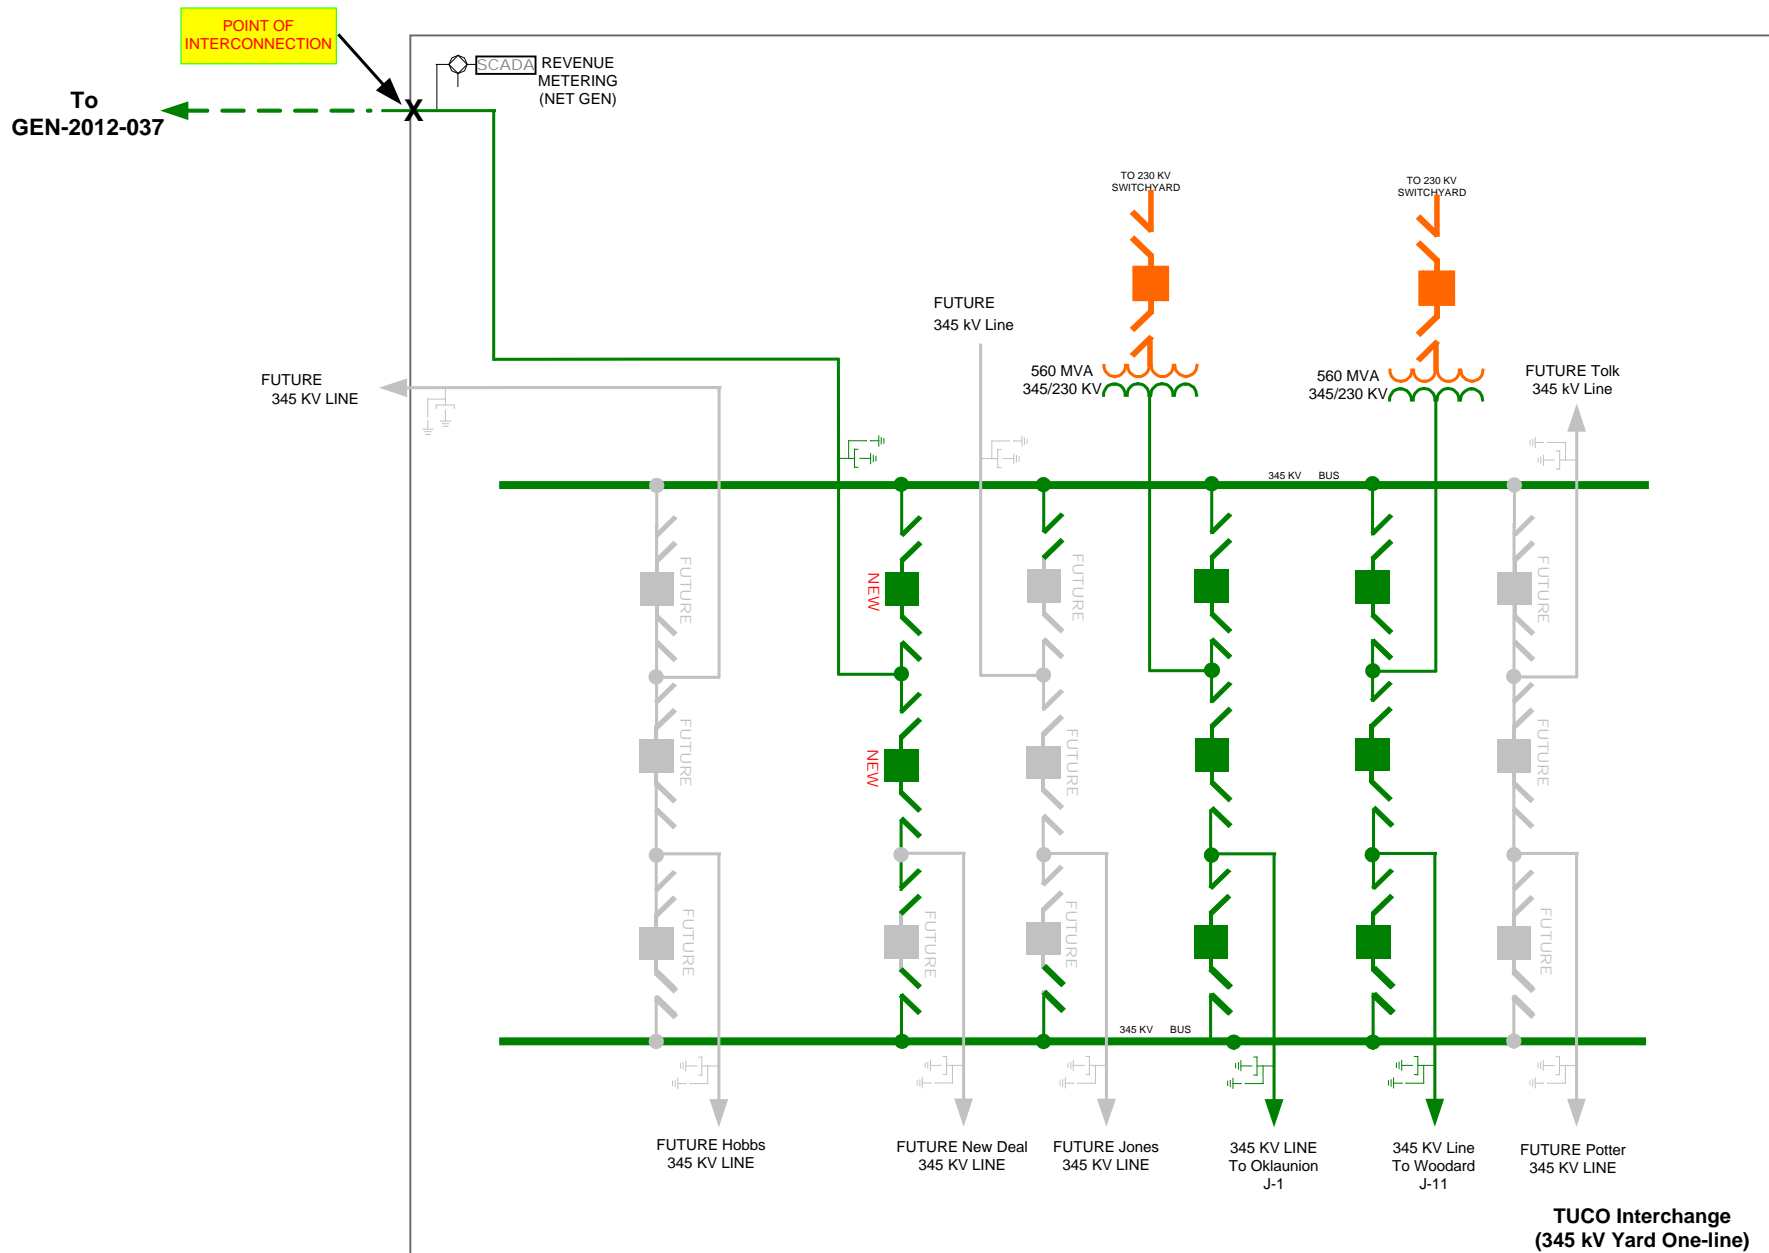 POINT OF
INTERCONNECTION
SCADA
REVENUE
METERING
(NET GEN)
To
GEN-2012-037
X
TO 230 KV
SWITCHYARD
TO 230 KV
SWITCHYARD
FUTURE
345 kV Line
560 MVA
345/230 KV
560 MVA
345/230 KV
FUTURE Tolk
345 kV Line
FUTURE
345 KV LINE
345 KV BUS
FUTURE
NEW
FUTURE
FUTURE
FUTURE
NEW
FUTURE
FUTURE
FUTURE
FUTURE
FUTURE
FUTURE
345 KV BUS
FUTURE Hobbs
345 KV LINE
FUTURE New Deal
345 KV LINE
FUTURE Jones
345 KV LINE
345 KV LINE
To Oklaunion
J-1
345 KV Line
To Woodard
J-11
FUTURE Potter
345 KV LINE
TUCO Interchange
(345 kV Yard One-line)